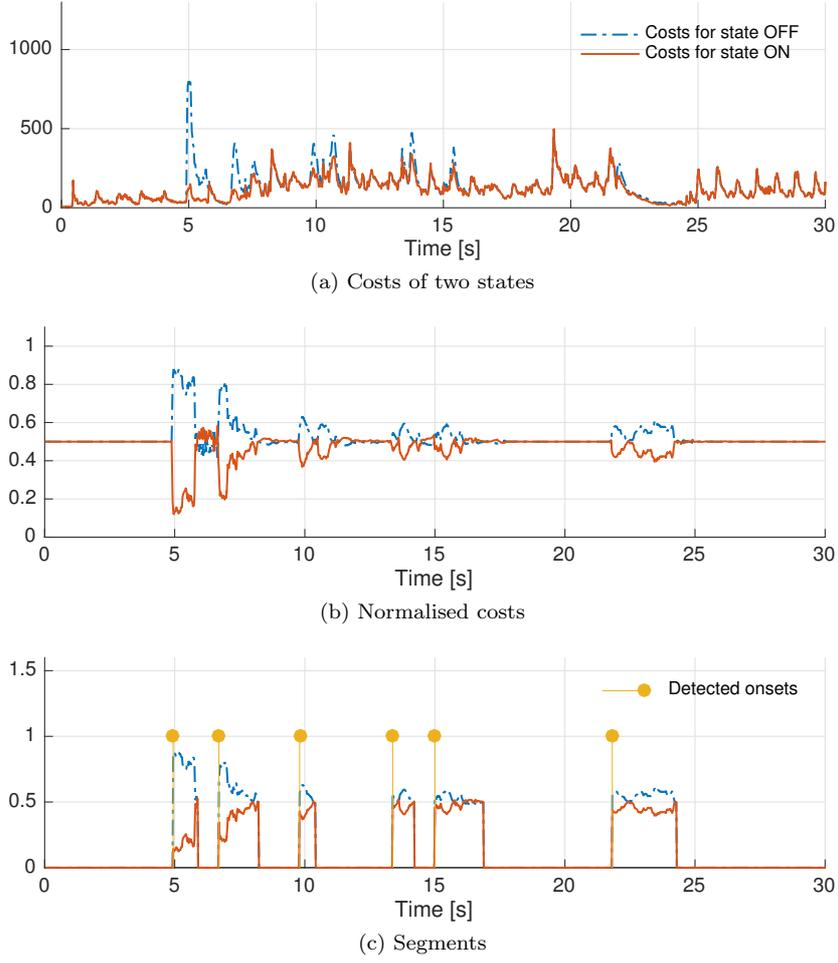 Costs for state OFF
Costs for state ON
1000
500
0
0 5 10 15 20 25 30
Time [s]
(a) Costs of two states
1
0.8
0.6
0.4
0.2
0
0 5 10 15 20 25 30
Time [s]
(b) Normalised costs
1.5
Detected onsets
1
0.5
0
0 5 10 15 20 25 30
Time [s]
(c) Segments